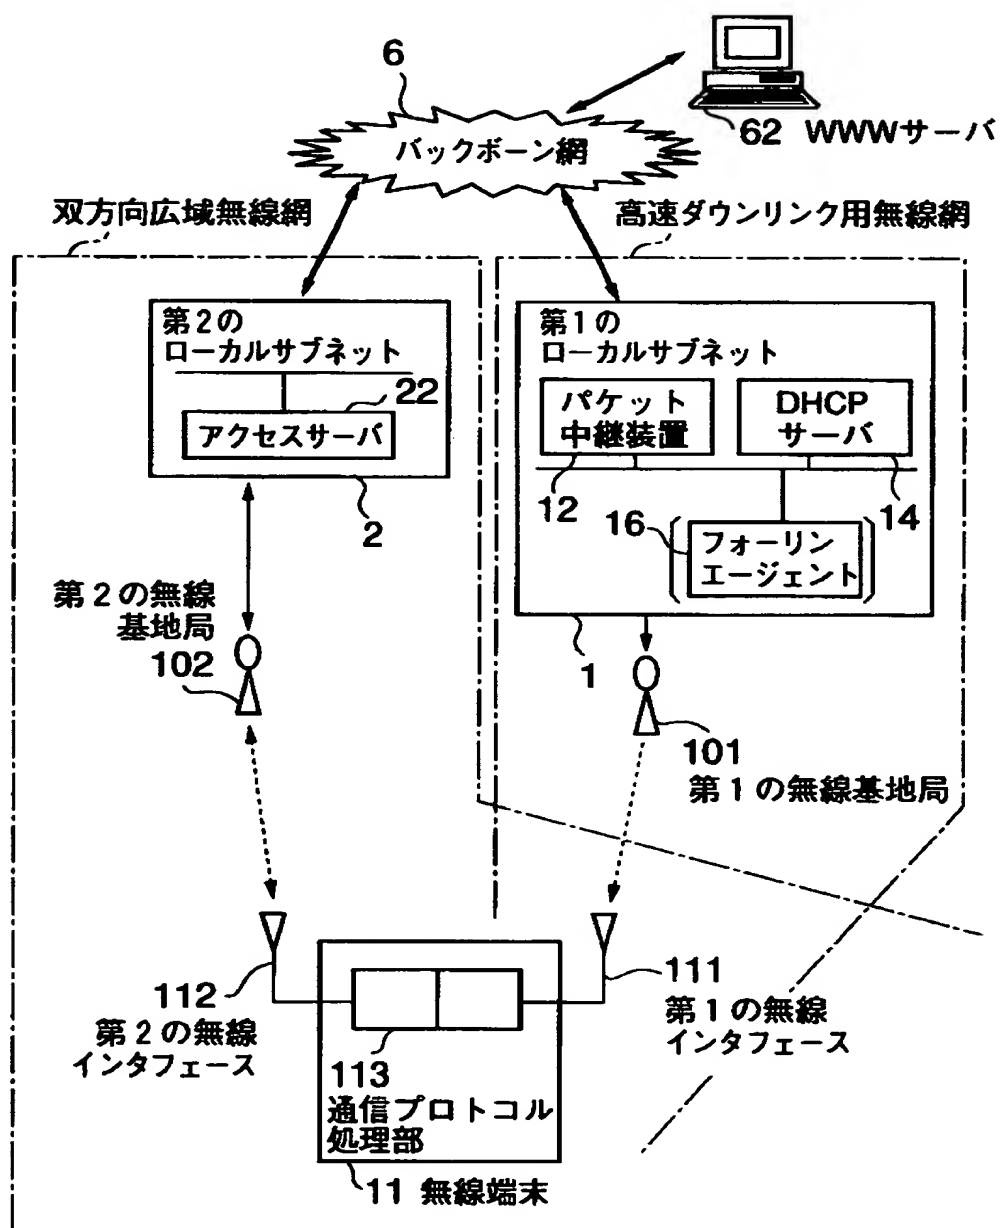 6
62 WWWサーバ
バックボーン網
双方向広域無線網
高速ダウンリンク用無線網
第2の
ローカルサブネット
22
アクセスサーバ
2
第1の
ローカルサブネット
パケット
中継装置
12
DHCP
サーバ
14
16
フォーリン
エージェント
1
第2の無線
基地局
102
101
第1の無線基地局
112
第2の無線
インタフェース
111
第1の無線
インタフェース
113
通信プロトコル
処理部
11 無線端末